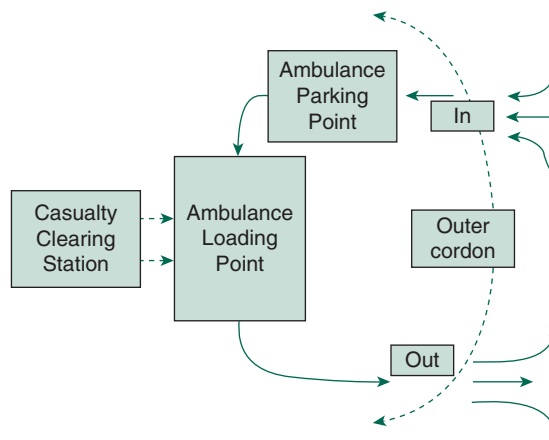 Ambulance
Parking
Point
In
Casualty
Clearing
Station
Ambulance
Loading
Point
Outer
cordon
Out